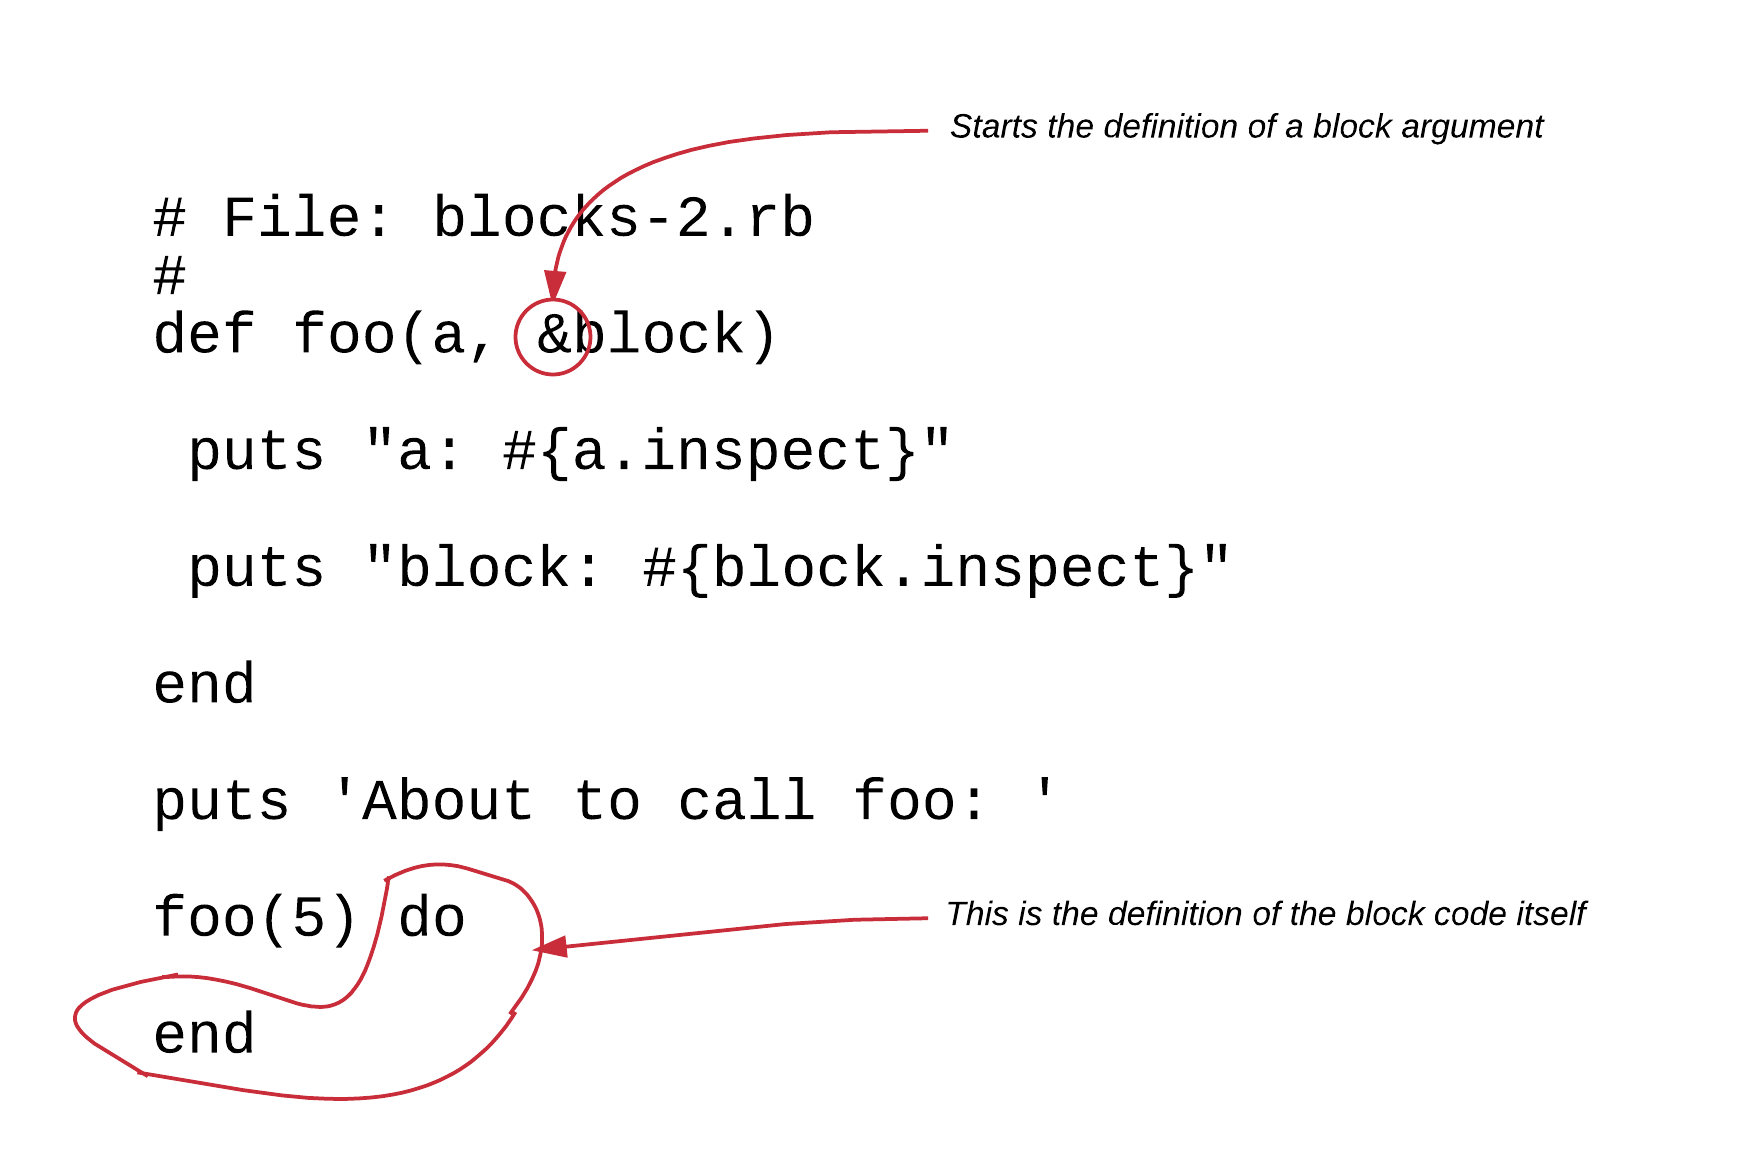 Starts the definition of a block argument
# File: blocks-2.rb
#
def foo(a, &block)
puts "a: #{a.inspect}"
puts "block: #{block.inspect}"
end
puts 'About to call foo: '
foo(5) do
This is the definition of the block code itself
end